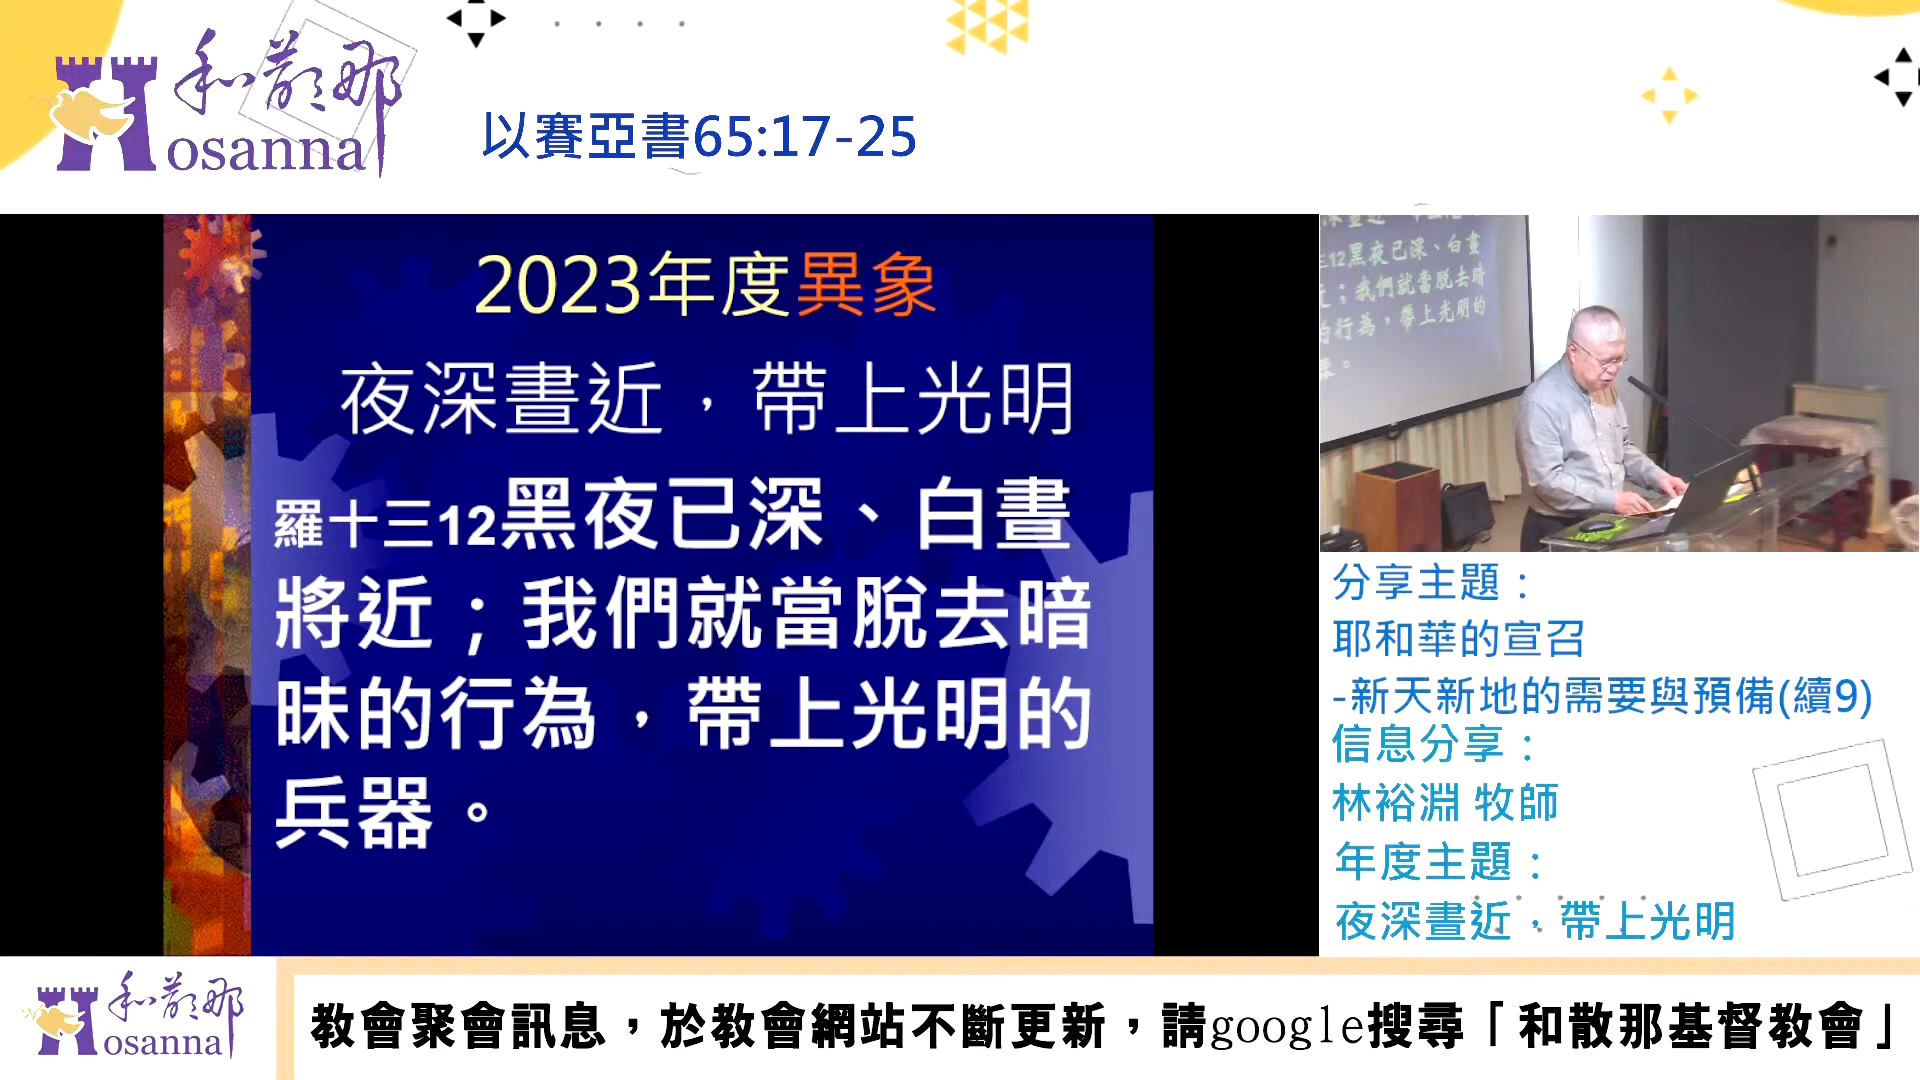 和散那
Hosanna
以賽亞書65:17-25
2023年度異象
夜深晝近，帶上光明
羅十三12黑夜已深、白晝
將近；我們就當脫去暗
昧的行為，帶上光明的
兵器。
12黑夜已深、白晝
；我們就當脫去暗
行為，帶上光明的
分享主題：
耶和華的宣召
-新天新地的需要與預備(續9)
信息分享：
林裕淵 牧師
年度主題：
夜深晝近，帶上光明
和散那
Hosanna
教會聚會訊息，於教會網站不斷更新，請google搜尋「和散那基督教會」